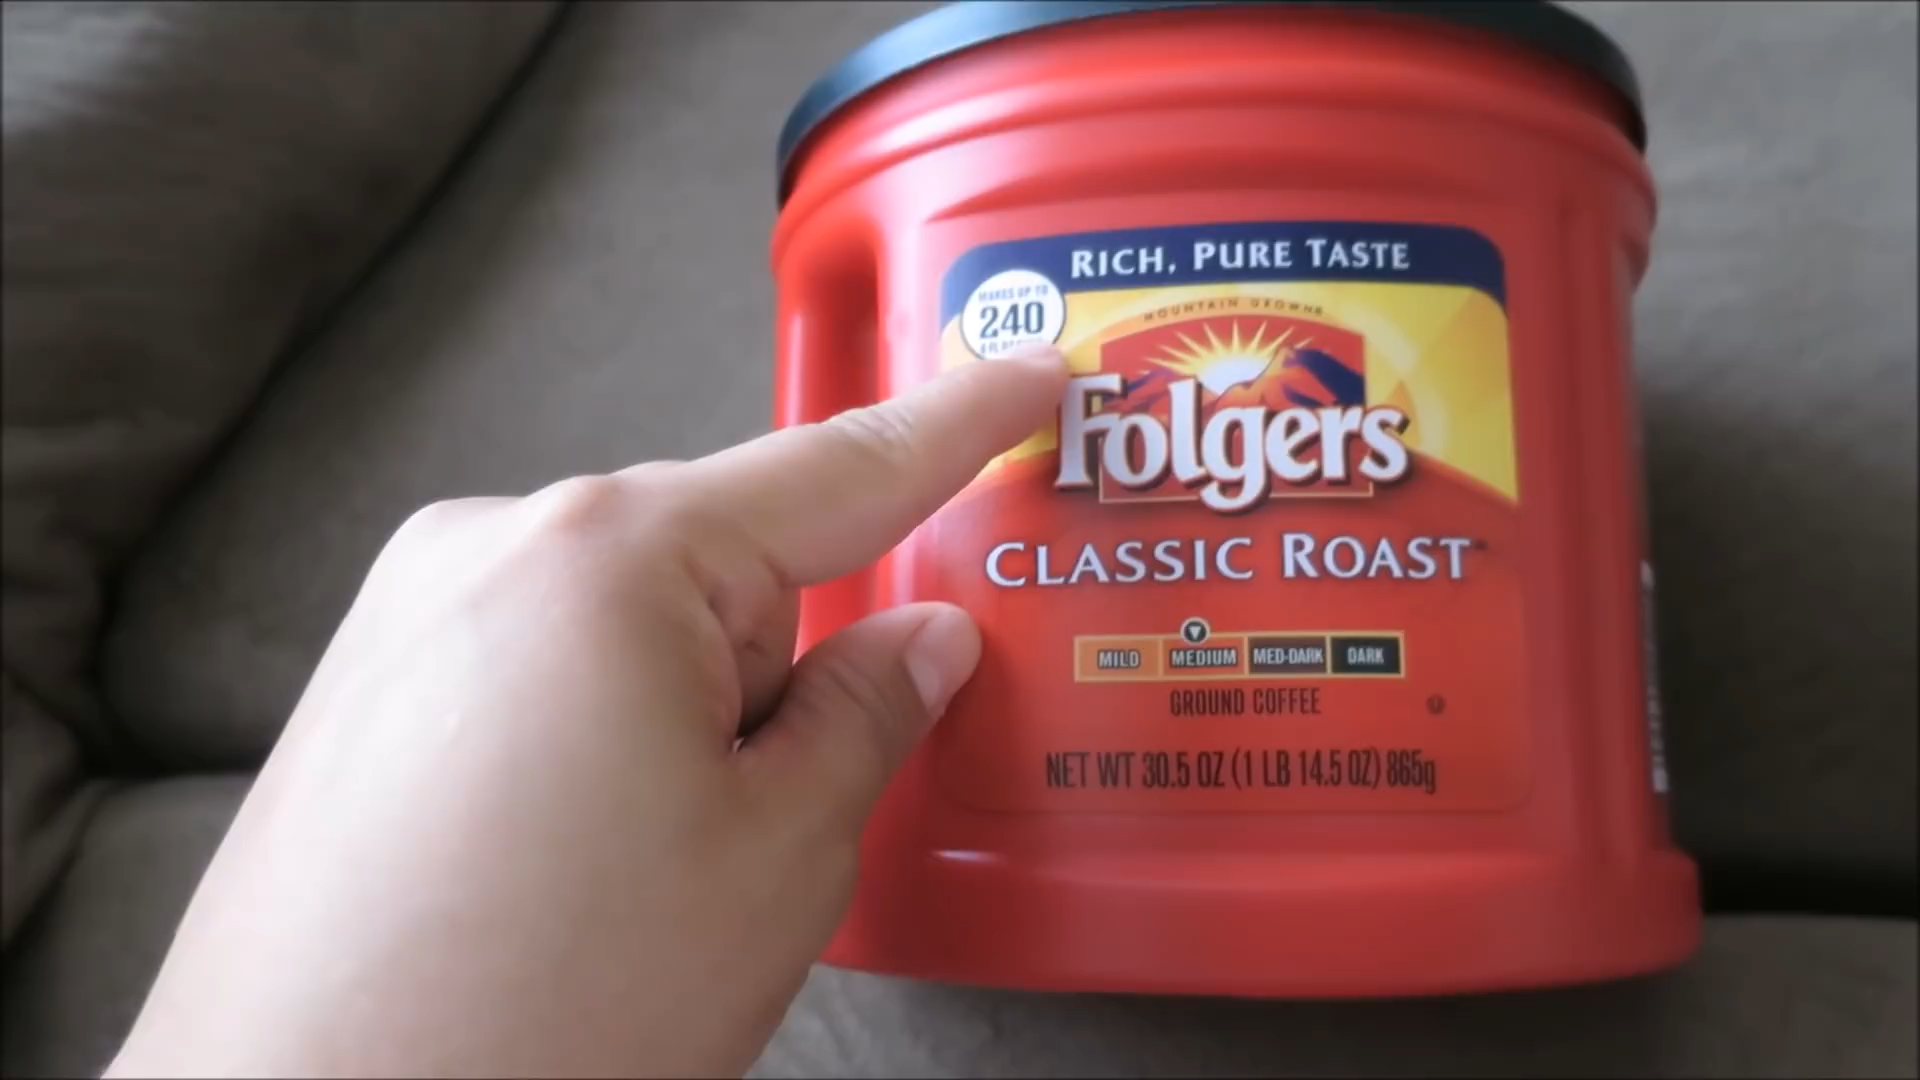 RICH, PURE TASTE
MAKES UP TO
240
MOUNTAIN GROWN®
Folgers
CLASSIC ROAST™
MILD MEDIUM MED-DARK DARK
GROUND COFFEE
NET WT 30.5 OZ (1 LB 14.5 OZ) 865g